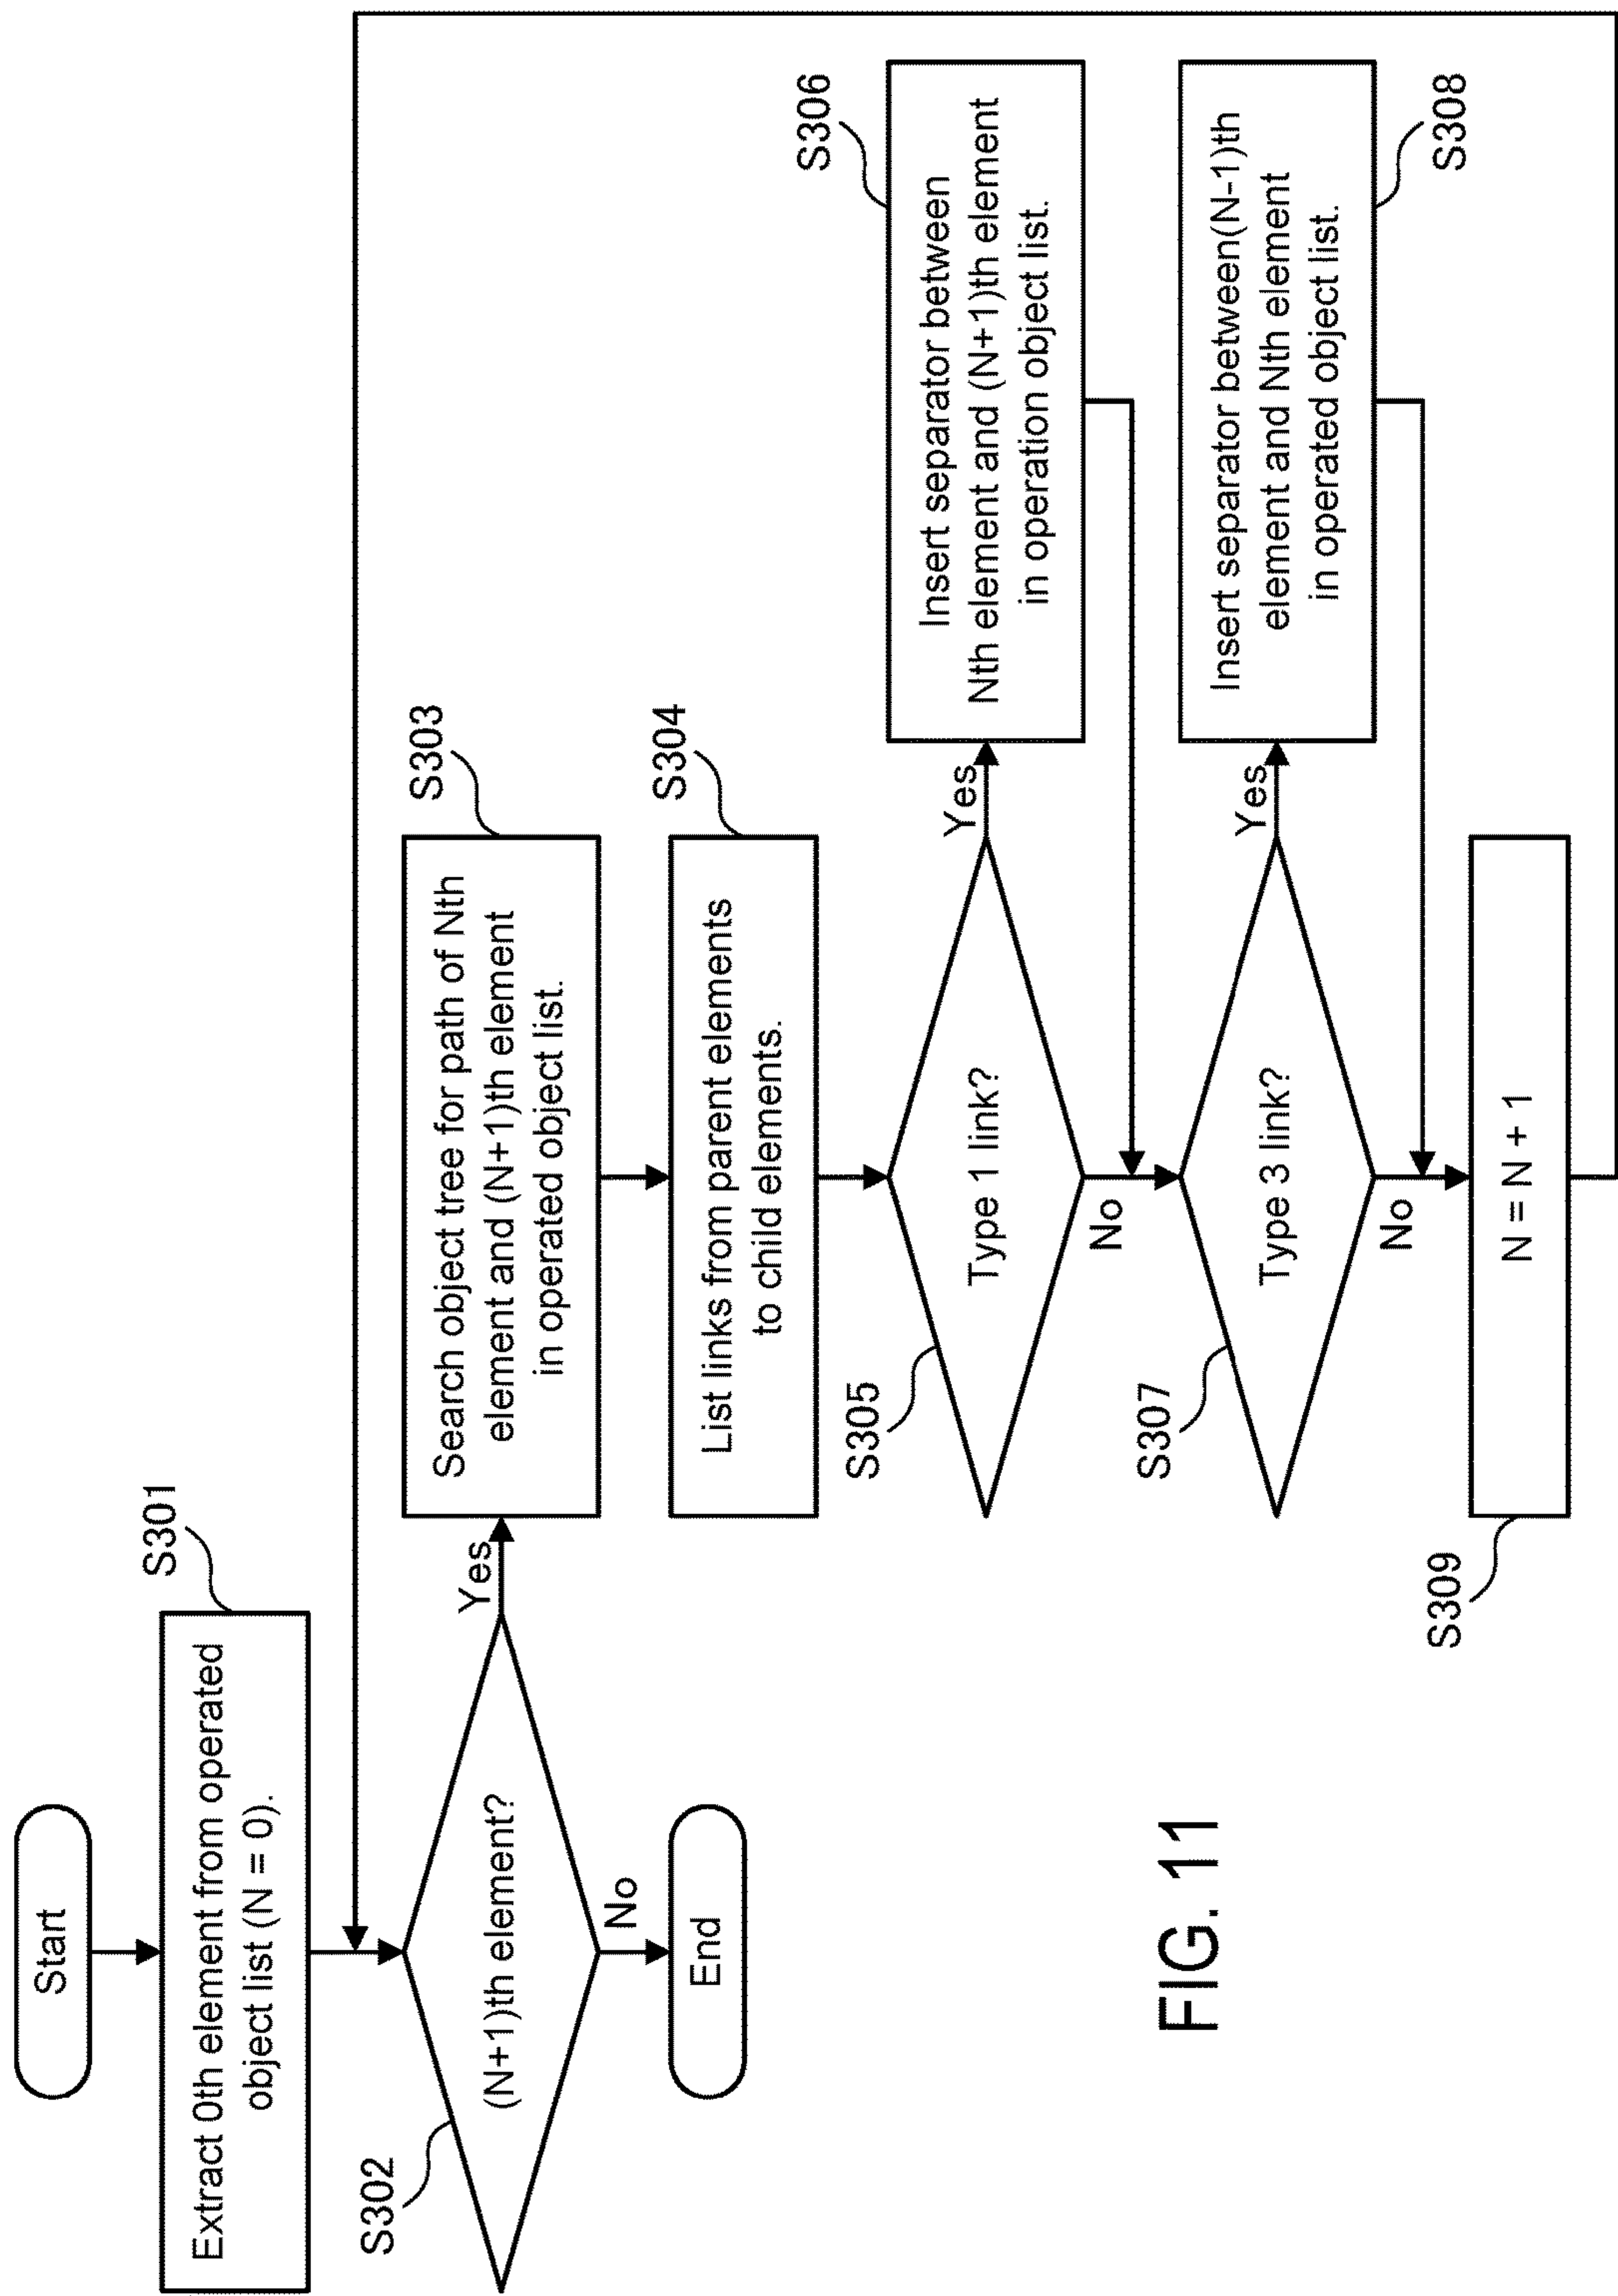 Start
S301
Extract 0th element from operated
object list (N = 0).
S302
(N+1)th element?
Yes
No
End
S303
Search object tree for path of Nth
element and (N+1)th element
in operated object list.
S304
List links from parent elements
to child elements.
S305
Type 1 link?
Yes
No
S306
Insert separator between
Nth element and (N+1)th element
in operation object list.
S307
Type 3 link?
Yes
No
S308
Insert separator between(N-1)th
element and Nth element
in operated object list.
S309
N = N + 1
FIG. 11